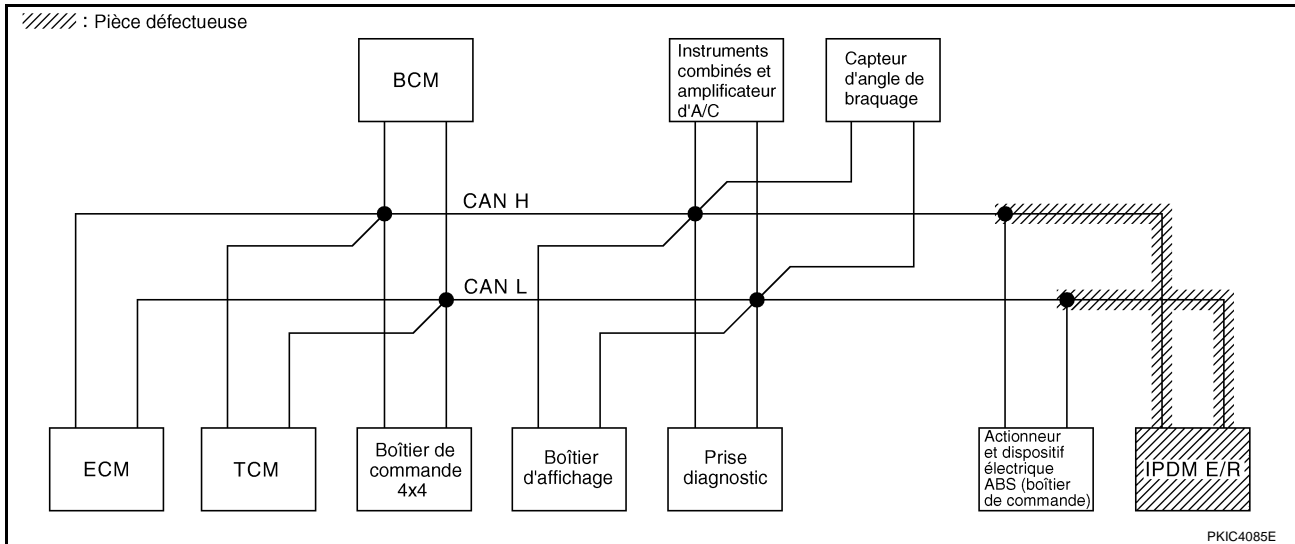 : Pièce défectueuse
BCM
Instruments
combinés et
amplificateur
d'A/C
Capteur
d'angle de
braquage
CAN H
CAN L
ECM
TCM
Boîtier de
commande
4x4
Boîtier
d'affichage
Prise
diagnostic
Actionneur
et dispositif
électrique
ABS (boîtier
de commande)
IPDM E/R
PKIC4085E